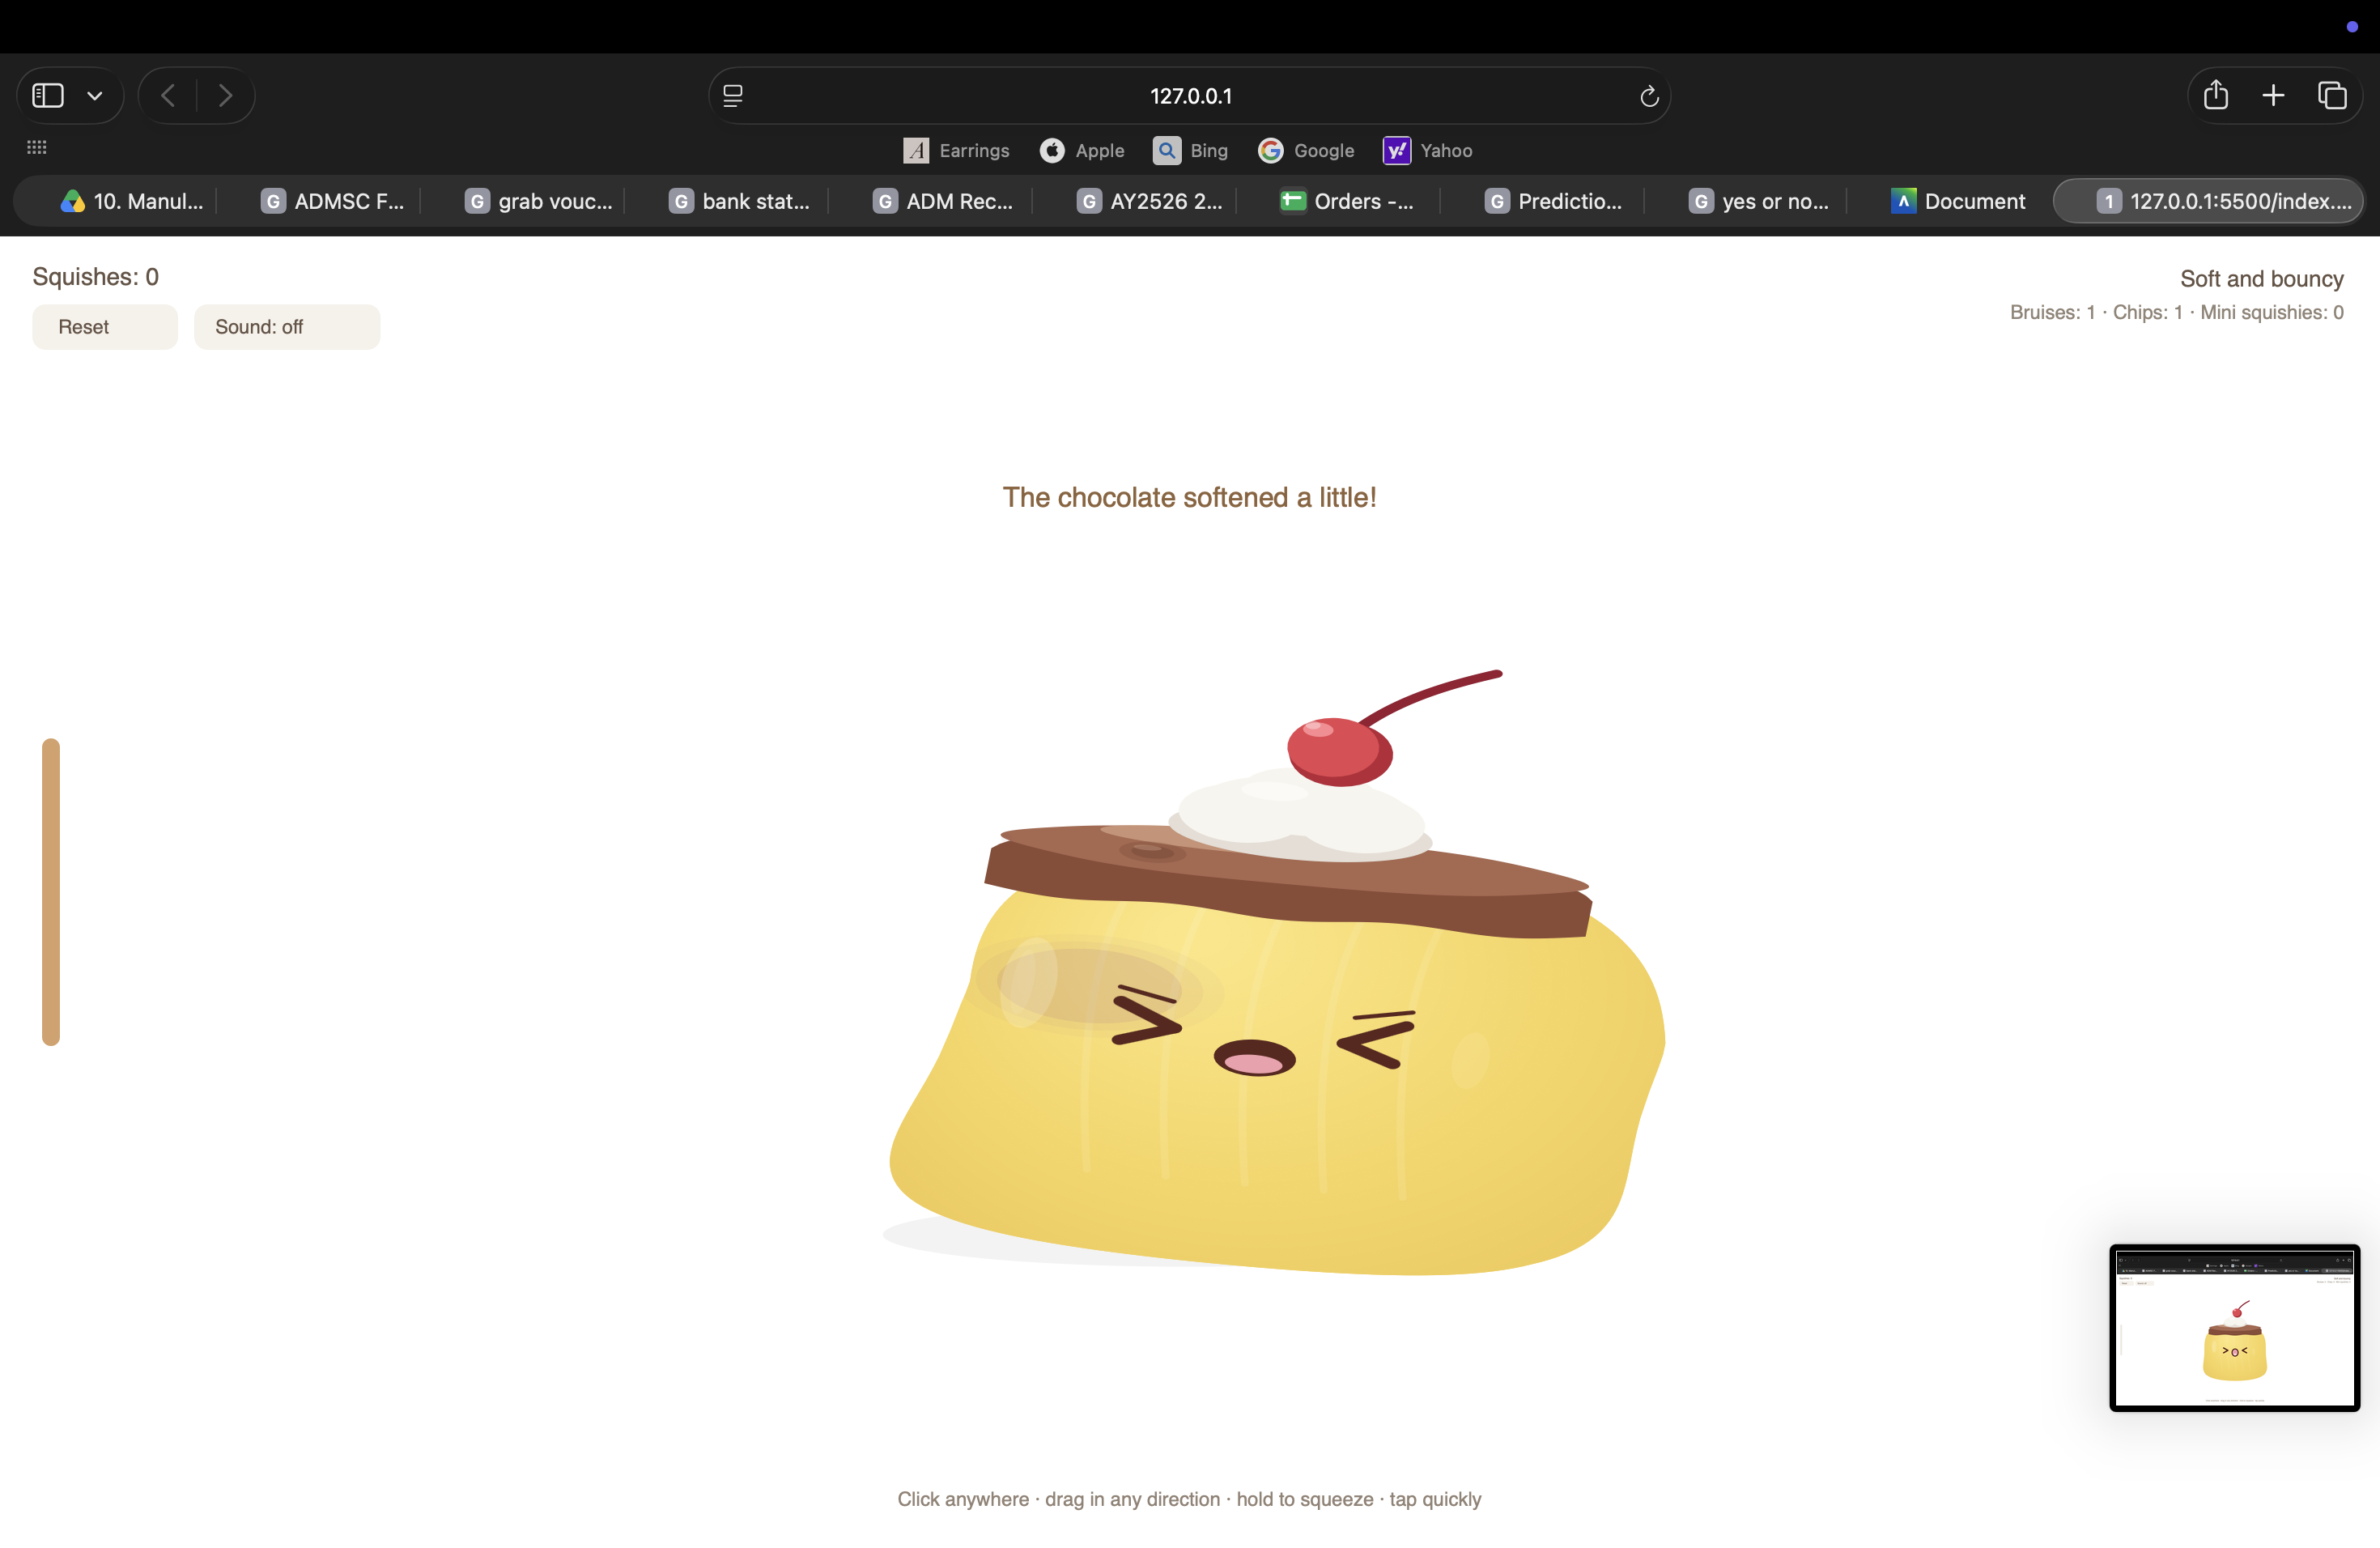 127.0.0.1
Earrings
Apple
Bing
Google
Yahoo
10. Manul...
ADMSC F...
grab vouc...
bank stat...
ADM Rec...
AY2526 2...
Orders -...
Predictio...
yes or no...
Document
1 127.0.0.1:5500/index....
Squishes: 0
Soft and bouncy
Reset
Sound: off
Bruises: 1 · Chips: 1 · Mini squishies: 0
The chocolate softened a little!
Click anywhere · drag in any direction · hold to squeeze · tap quickly